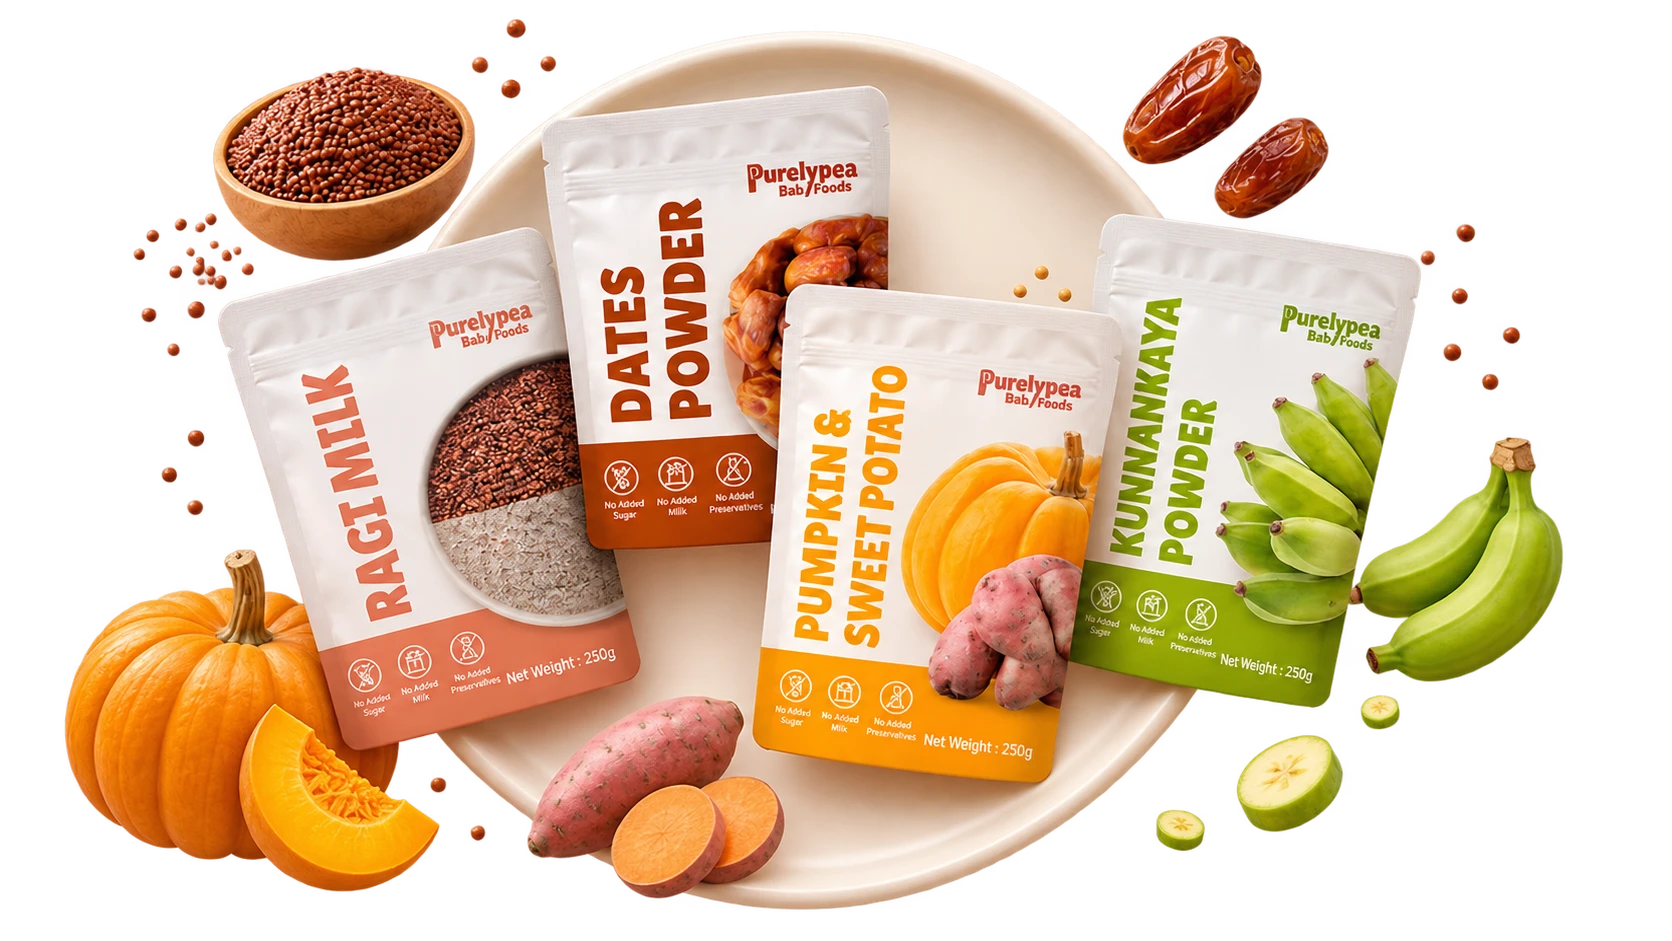 Purelypea
Baby Foods
RAGI MILK
No Added
Sugar
No Added
Milk
No Added
Preservatives
Net Weight : 250g
Purelypea
Baby Foods
DATES
POWDER
No Added
Sugar
No Added
Milk
No Added
Preservatives
Purelypea
Baby Foods
PUMPKIN &
SWEET POTATO
No Added
Sugar
No Added
Milk
No Added
Preservatives
Net Weight : 250g
Purelypea
Baby Foods
KUNNANKAYA
POWDER
No Added
Sugar
No Added
Milk
No Added
Preservatives
Net Weight : 250g